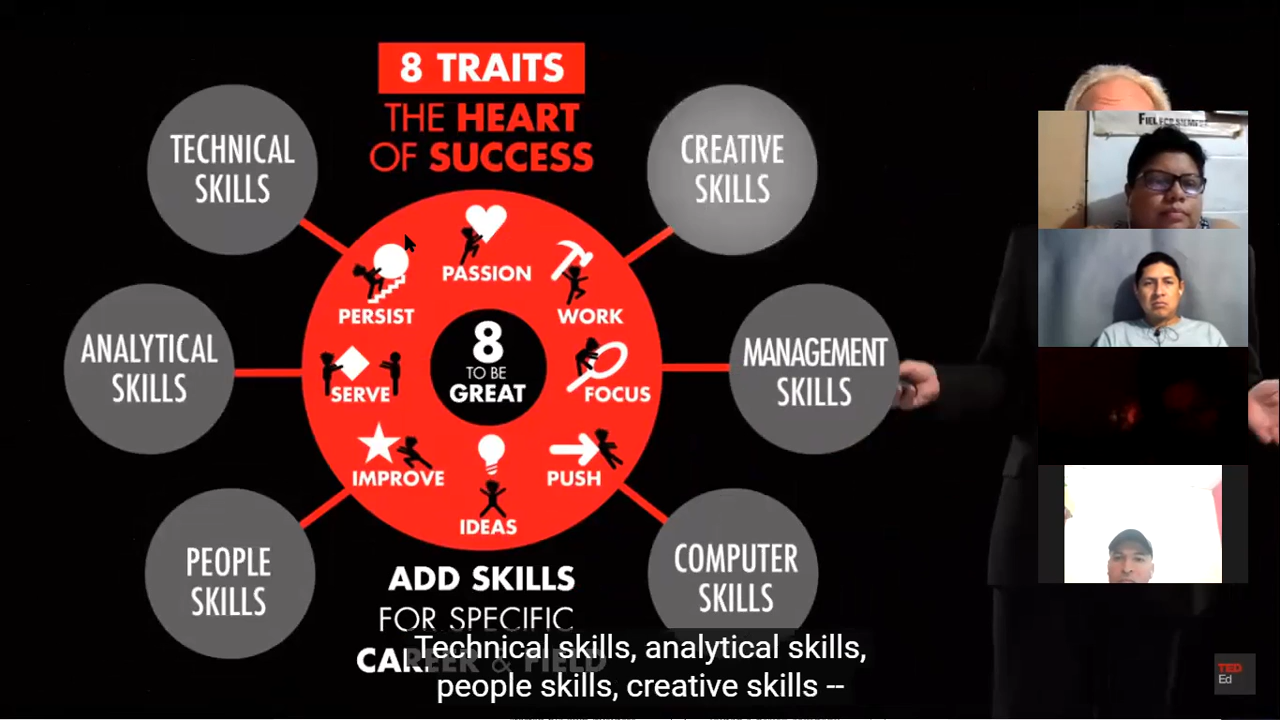 8 TRAITS
THE HEART
OF SUCCESS
TECHNICAL
SKILLS
CREATIVE
SKILLS
PASSION
PERSIST
WORK
8
TO BE
GREAT
ANALYTICAL
SKILLS
MANAGEMENT
SKILLS
SERVE
FOCUS
IMPROVE
PUSH
IDEAS
PEOPLE
SKILLS
COMPUTER
SKILLS
ADD SKILLS
FOR SPECIFIC
CAREER & FIELD
Technical skills, analytical skills,
people skills, creative skills --
TED
Ed